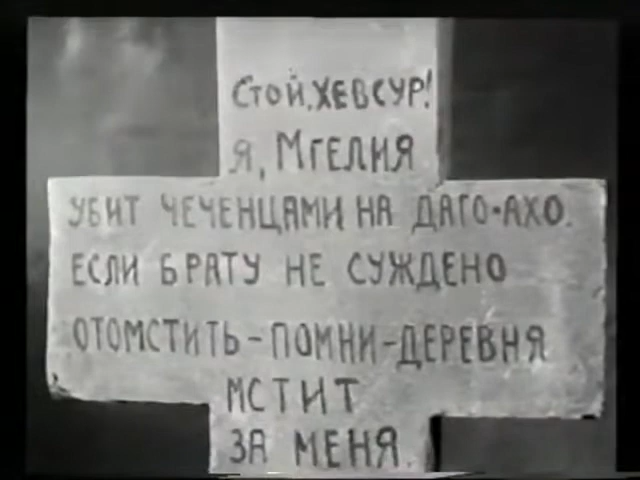 Стой, ХЕВСУР!
Я, МГЕЛИЯ
УБИТ ЧЕЧЕНЦАМИ НА ДАГО-АХО.
ЕСЛИ БРАТУ НЕ СУЖДЕНО
ОТОМСТИТЬ-ПОМНИ-ДЕРЕВНЯ
МСТИТ
ЗА МЕНЯ.